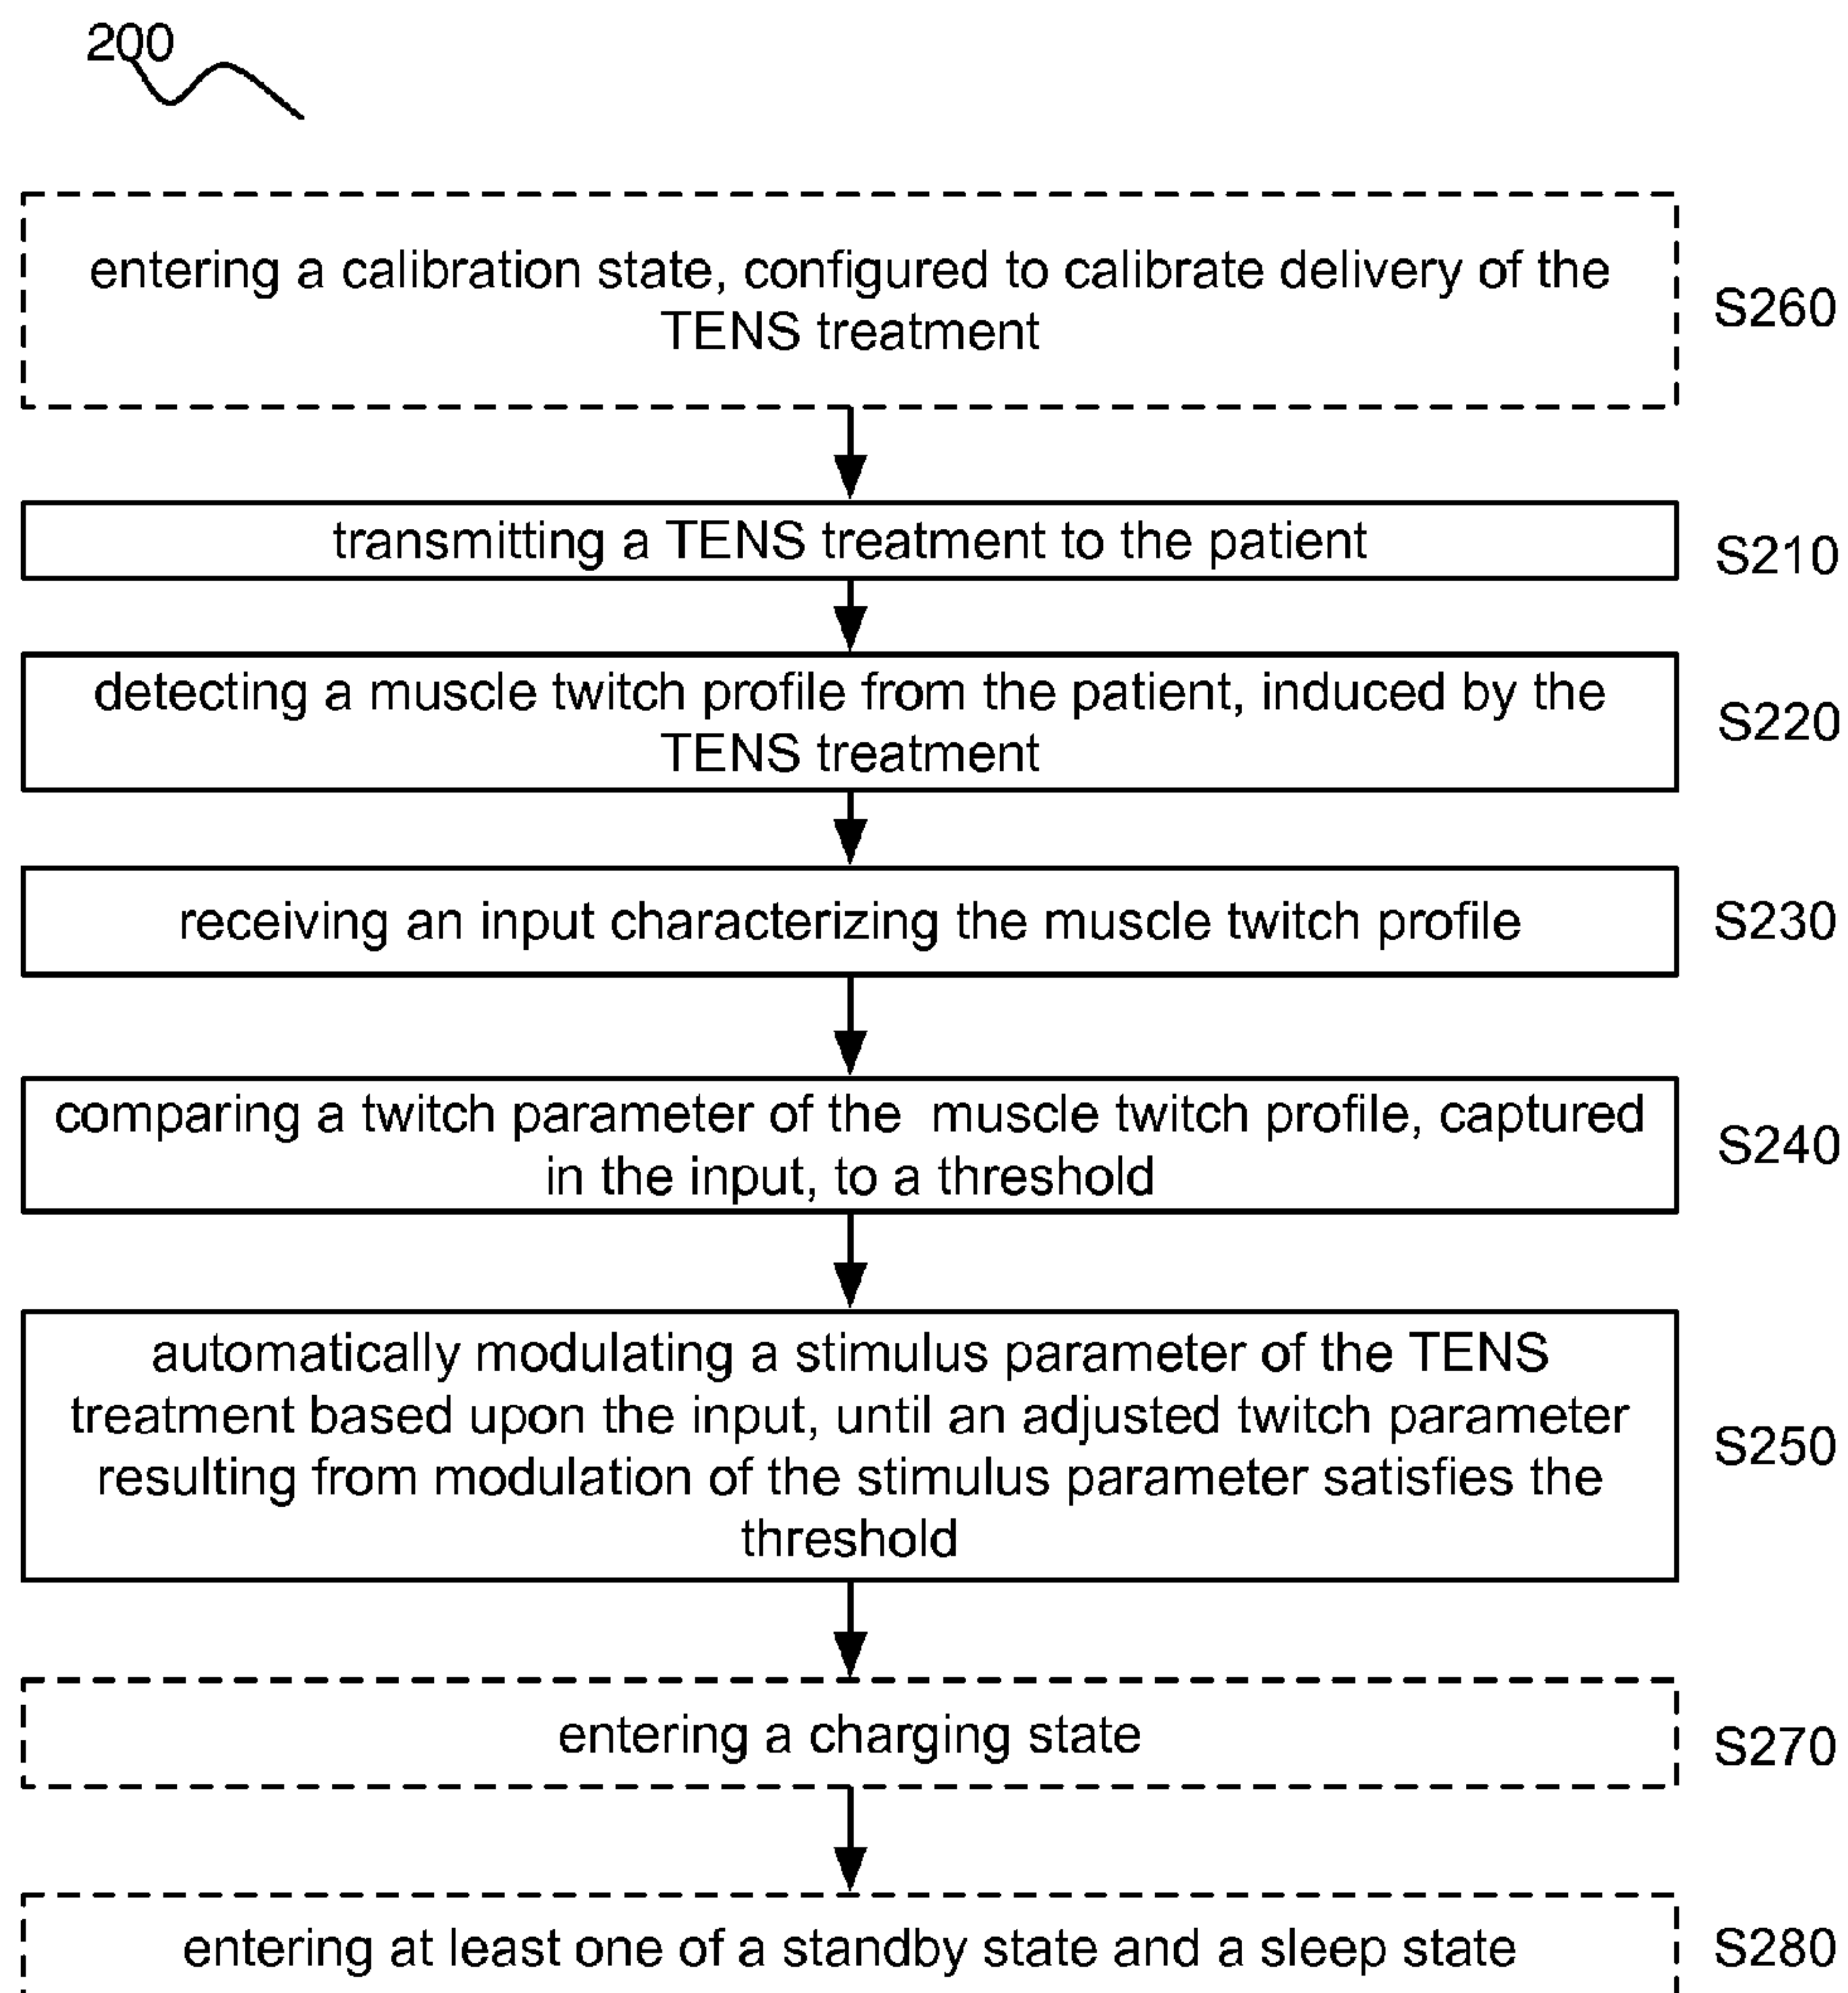 200
entering a calibration state, configured to calibrate delivery of the
TENS treatment
S260
transmitting a TENS treatment to the patient
S210
detecting a muscle twitch profile from the patient, induced by the
TENS treatment
S220
receiving an input characterizing the muscle twitch profile
S230
comparing a twitch parameter of the muscle twitch profile, captured
in the input, to a threshold
S240
automatically modulating a stimulus parameter of the TENS
treatment based upon the input, until an adjusted twitch parameter
resulting from modulation of the stimulus parameter satisfies the
threshold
S250
entering a charging state
S270
entering at least one of a standby state and a sleep state
S280